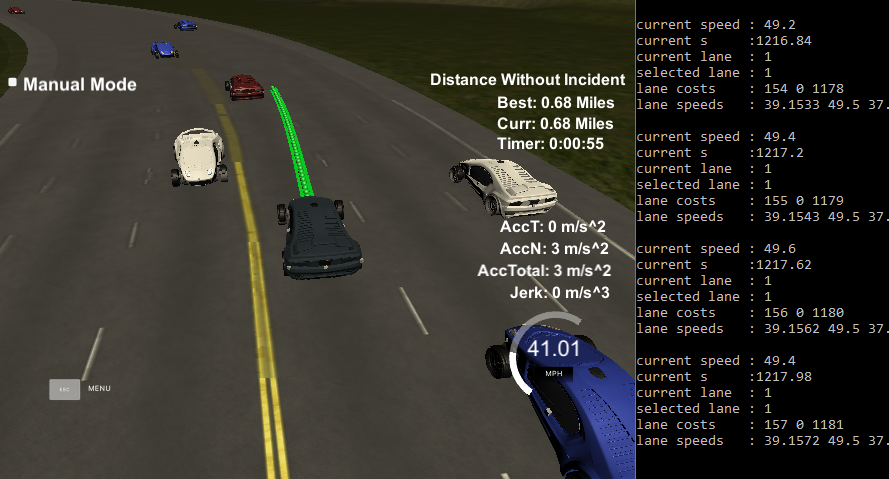 Manual Mode
Distance Without Incident
Best: 0.68 Miles
Curr: 0.68 Miles
Timer: 0:00:55
AccT: 0 m/s^2
AccN: 3 m/s^2
AccTotal: 3 m/s^2
Jerk: 0 m/s^3
41.01
MPH
ESC
MENU
current speed : 49.2
current s     :1216.84
current lane  : 1
selected lane : 1
lane costs    : 154 0 1178
lane speeds   : 39.1533 49.5 37.
current speed : 49.4
current s     :1217.2
current lane  : 1
selected lane : 1
lane costs    : 155 0 1179
lane speeds   : 39.1543 49.5 37.
current speed : 49.6
current s     :1217.62
current lane  : 1
selected lane : 1
lane costs    : 156 0 1180
lane speeds   : 39.1562 49.5 37.
current speed : 49.4
current s     :1217.98
current lane  : 1
selected lane : 1
lane costs    : 157 0 1181
lane speeds   : 39.1572 49.5 37.